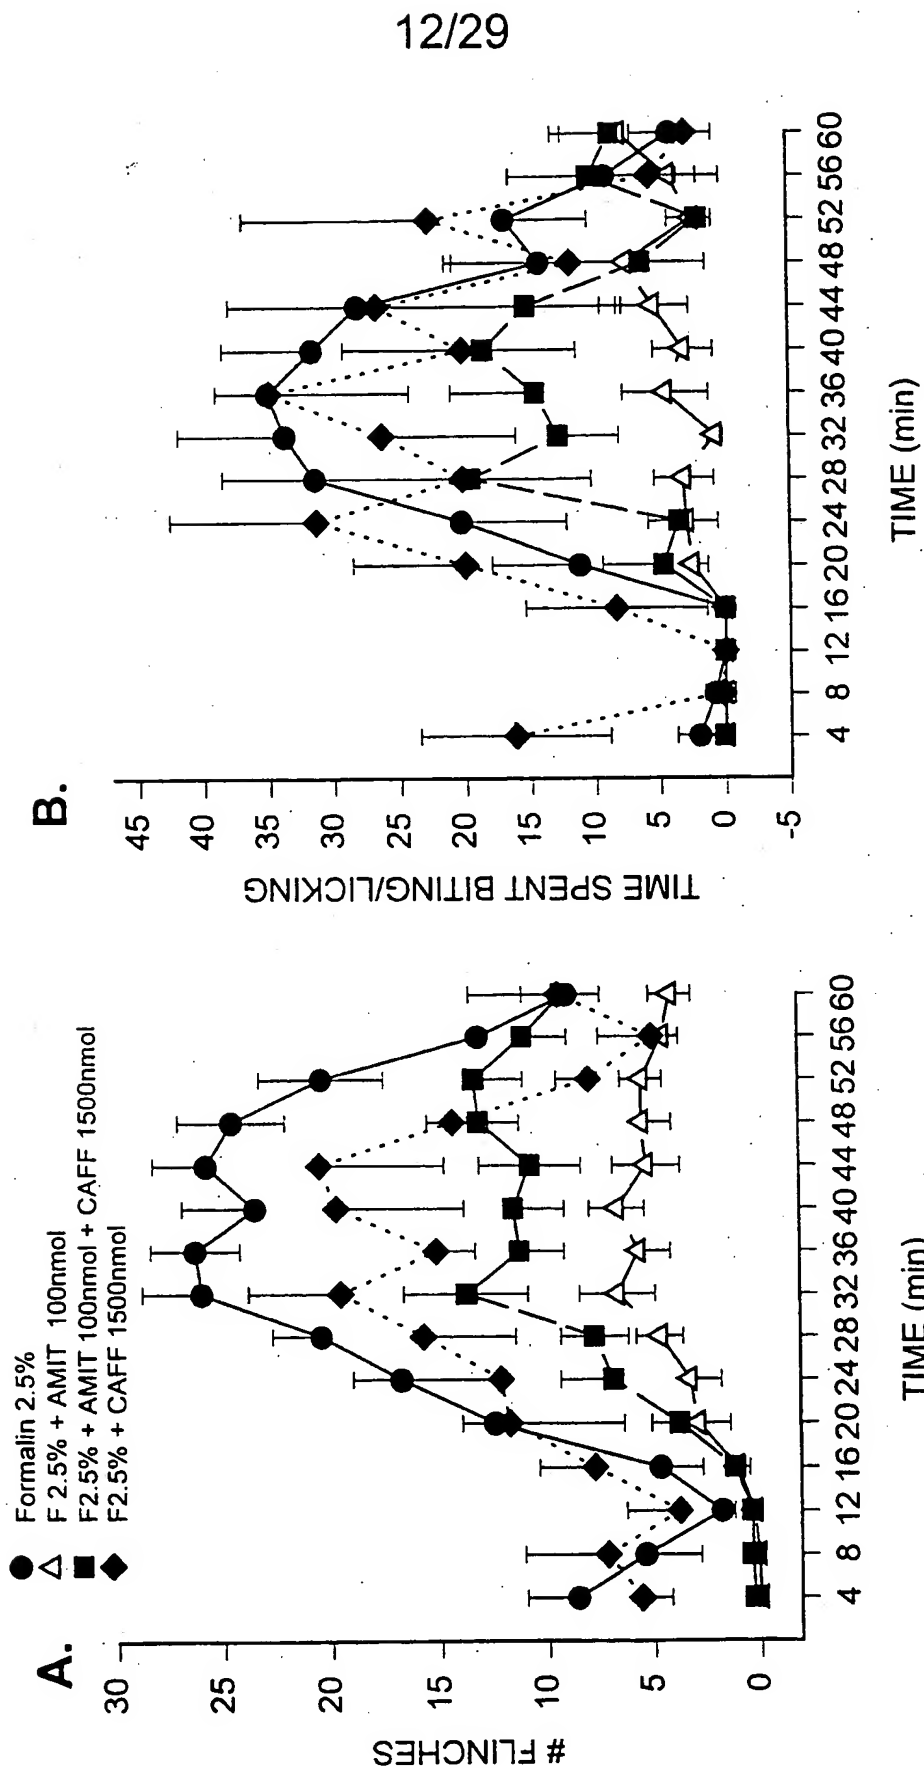 12/29
A.
Formalin 2.5%
F 2.5% + AMIT 100nmol
F2.5% + AMIT 100nmol + CAFF 1500nmol
F2.5% + CAFF 1500nmol
# FLINCHES
30
25
20
15
10
5
0
4 8 12 16 20 24 28 32 36 40 44 48 52 56 60
TIME (min)
B.
TIME SPENT BITING/LICKING
45
40
35
30
25
20
15
10
5
0
-5
4 8 12 16 20 24 28 32 36 40 44 48 52 56 60
TIME (min)